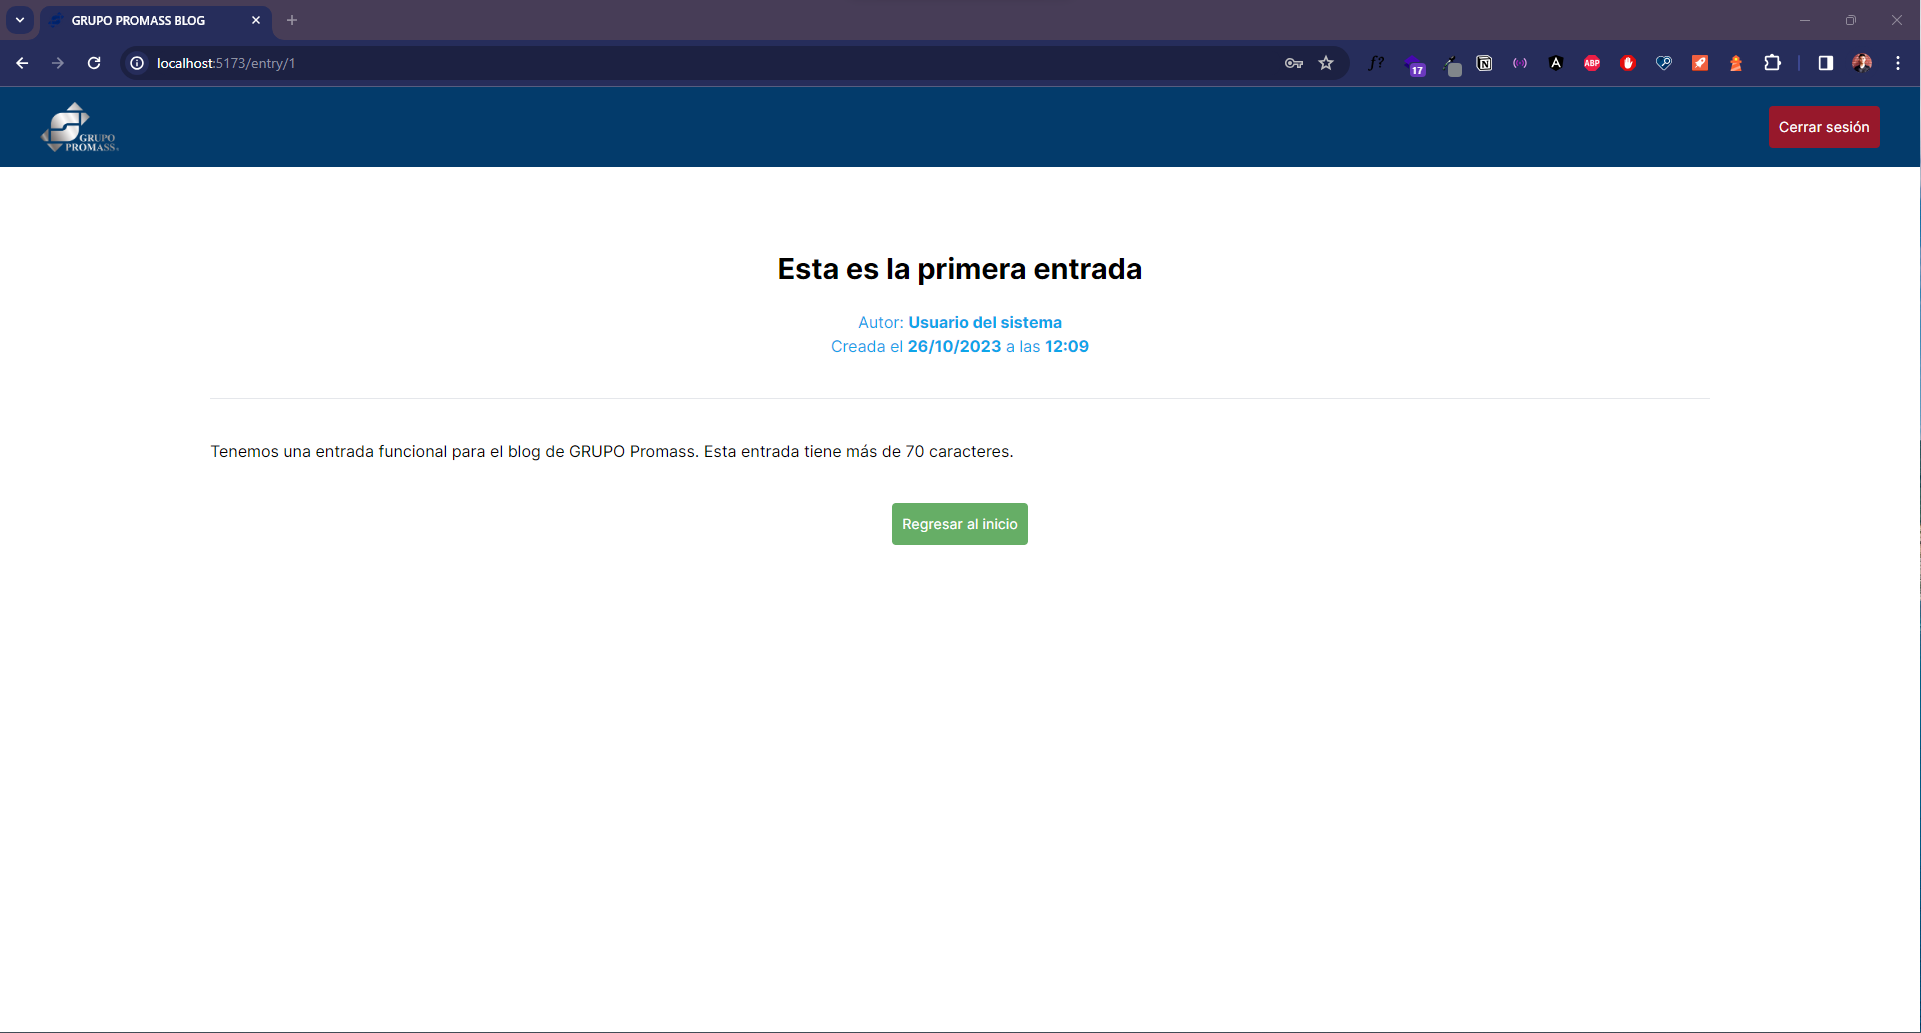 GRUPO PROMASS BLOG
localhost:5173/entry/1
f?
17
N
A
ABP
GRUPO
PROMASS
Cerrar sesión
Esta es la primera entrada
Autor: Usuario del sistema
Creada el 26/10/2023 a las 12:09
Tenemos una entrada funcional para el blog de GRUPO Promass. Esta entrada tiene más de 70 caracteres.
Regresar al inicio